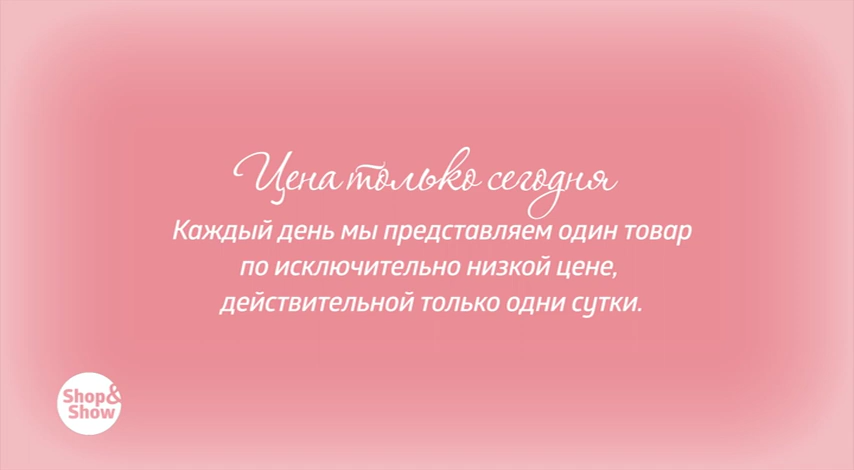 Цена только сегодня
Каждый день мы представляем один товар
по исключительно низкой цене,
действительной только одни сутки.
Shop&
Show